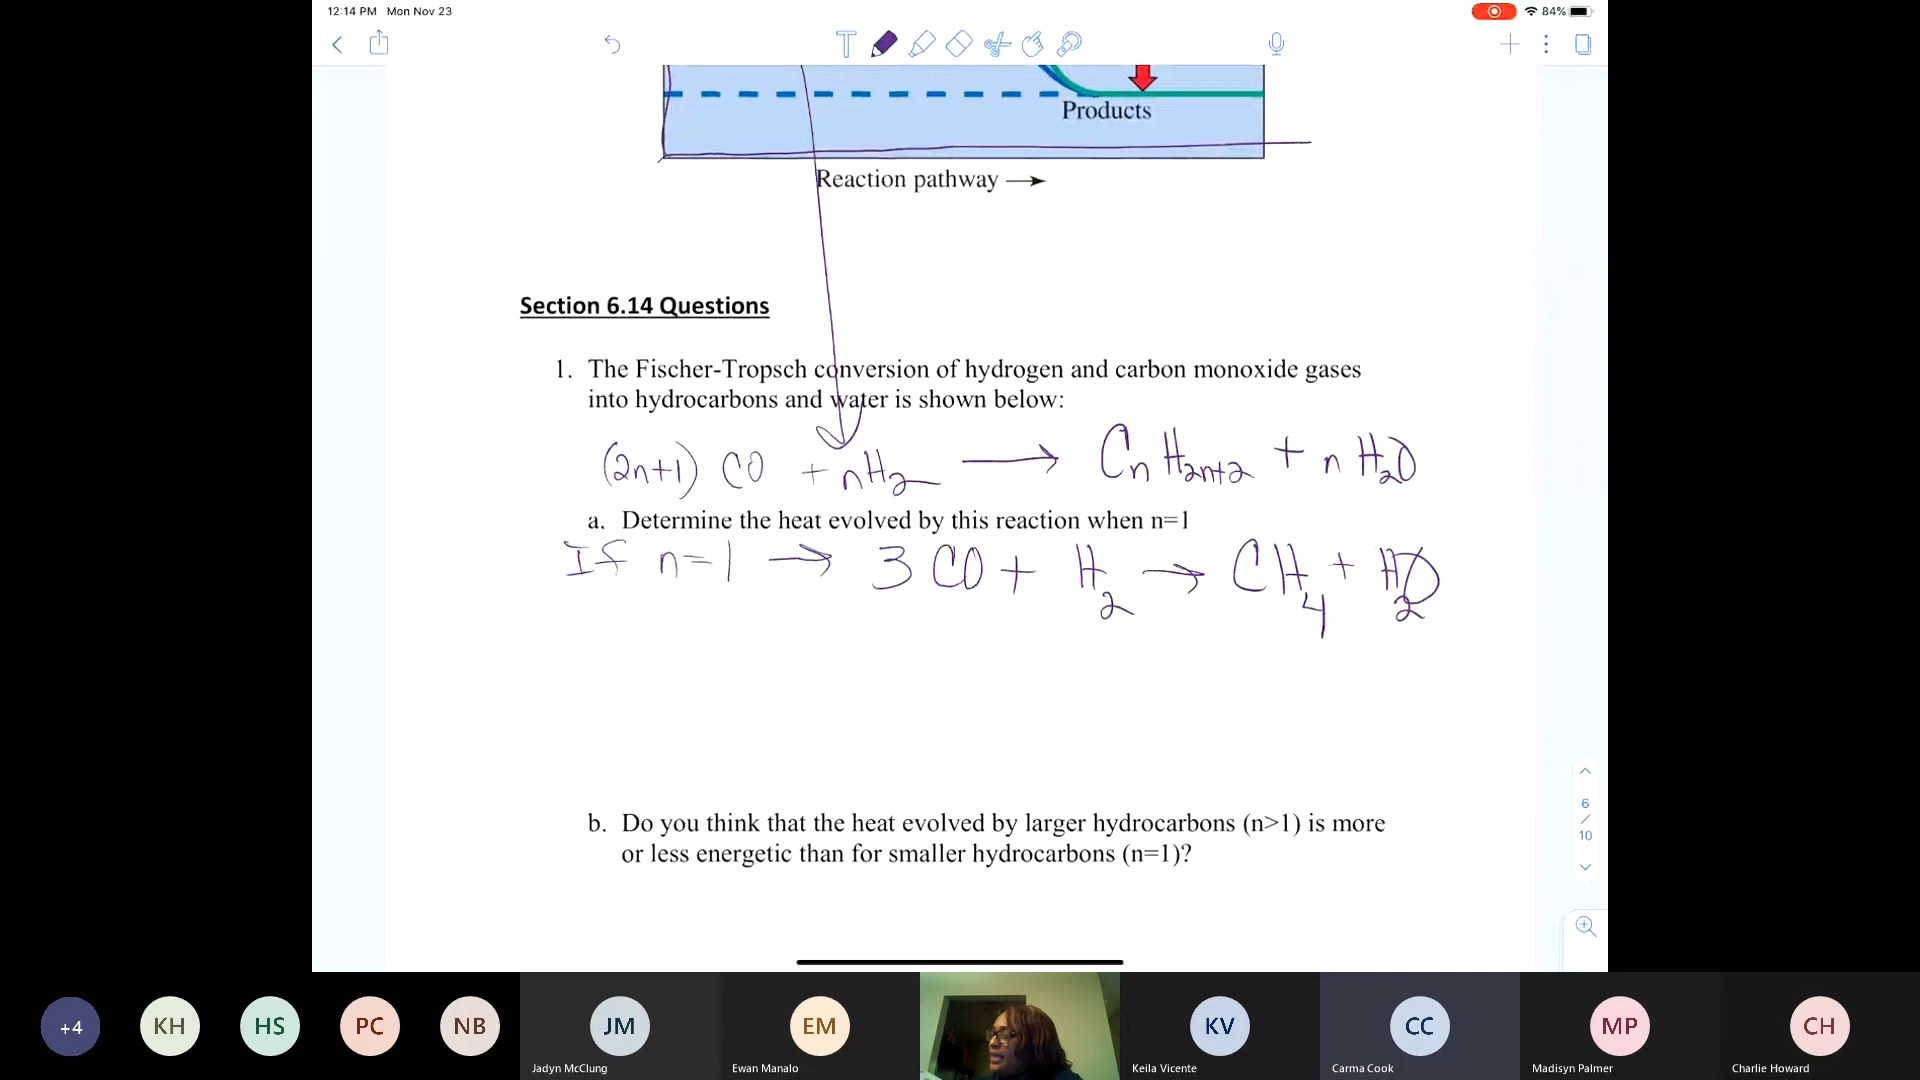 12:14 PM Mon Nov 23
84%
T
Products
Reaction pathway →
Section 6.14 Questions
1. The Fischer-Tropsch conversion of hydrogen and carbon monoxide gases
into hydrocarbons and water is shown below:
(2n+1) CO + nH₂ → CₙH₂ₙ₊₂ + n H₂O
a. Determine the heat evolved by this reaction when n=1
If n=1 → 3 CO + H₂ → CH₄ + H₂O
b. Do you think that the heat evolved by larger hydrocarbons (n>1) is more
or less energetic than for smaller hydrocarbons (n=1)?
6
/
10
+4 KH HS PC NB JM EM KV CC MP CH
Jadyn McClung Ewan Manalo Keila Vicente Carma Cook Madisyn Palmer Charlie Howard